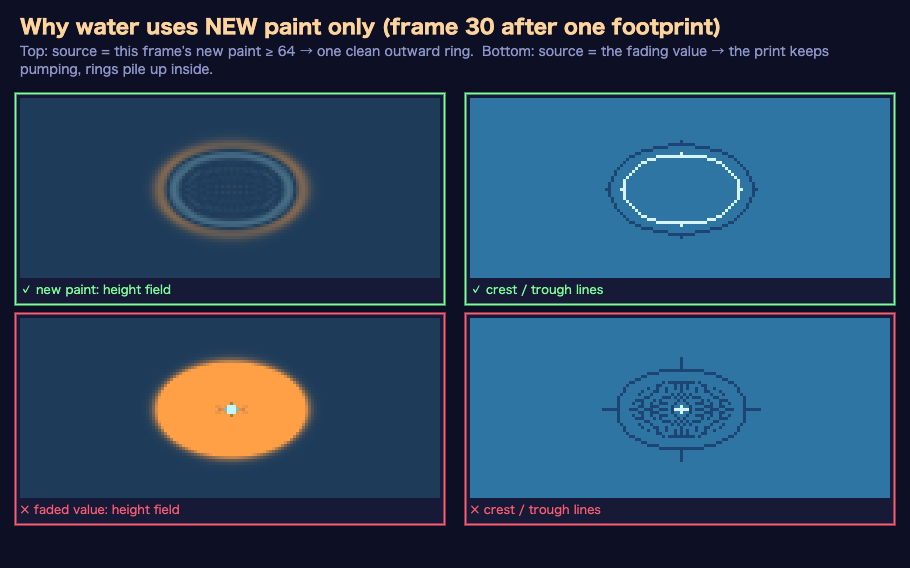 Why water uses NEW paint only (frame 30 after one footprint)
Top: source = this frame's new paint ≥ 64 → one clean outward ring.  Bottom: source = the fading value → the print keeps
pumping, rings pile up inside.
✓ new paint: height field
✓ crest / trough lines
✕ faded value: height field
✕ crest / trough lines